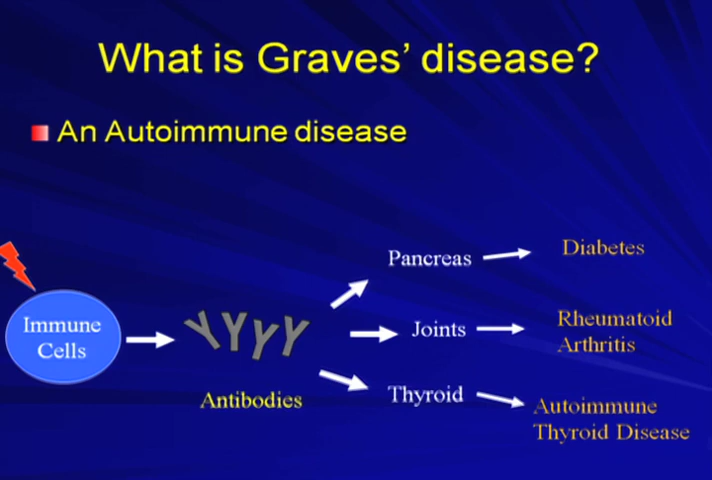 What is Graves’ disease?
An Autoimmune disease
Pancreas
Diabetes
Immune
Cells
Joints
Rheumatoid
Arthritis
Antibodies
Thyroid
Autoimmune
Thyroid Disease